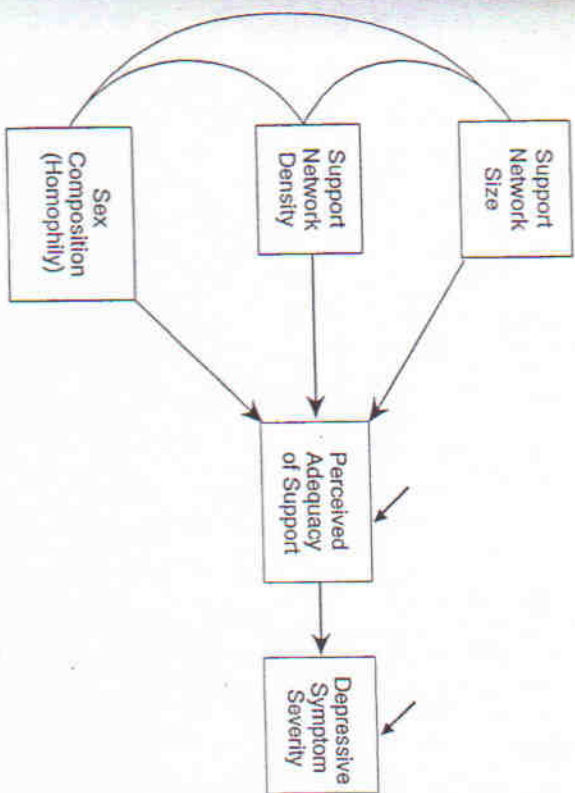 Support
Network
Size
Support
Network
Density
Sex
Composition
(Homophily)
Perceived
Adequacy
of Support
Depressive
Symptom
Severity